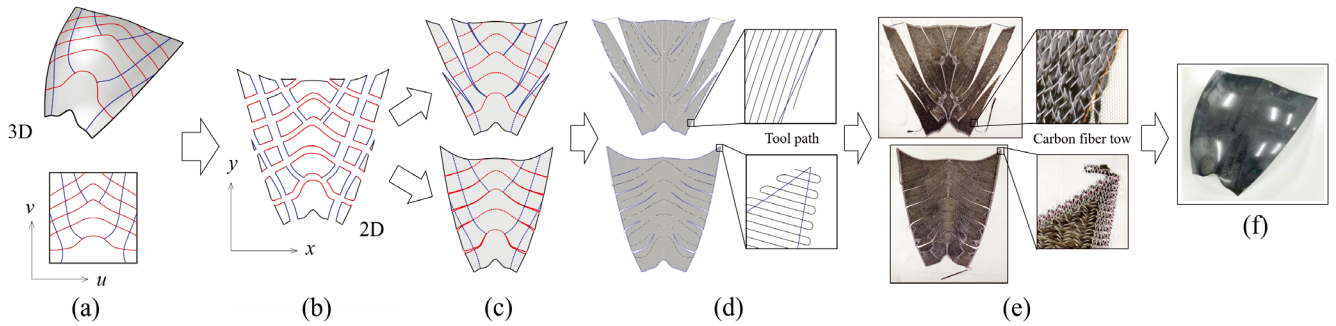 3D
v
u
(a)
y
x
2D
(b)
(c)
Tool path
(d)
Carbon fiber tow
(e)
(f)